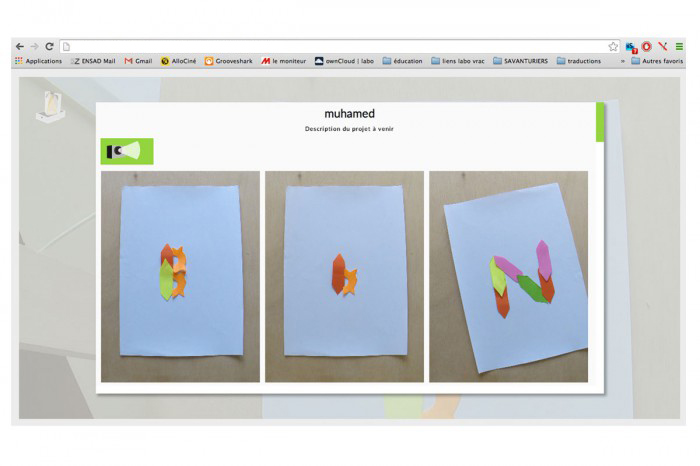 Applications ENSAD Mail Gmail AlloCiné Grooveshark le moniteur ownCloud | labo éducation liens labo vrac SAVANTURIERS traductions » Autres favoris
muhamed
Description du projet à venir
B b N